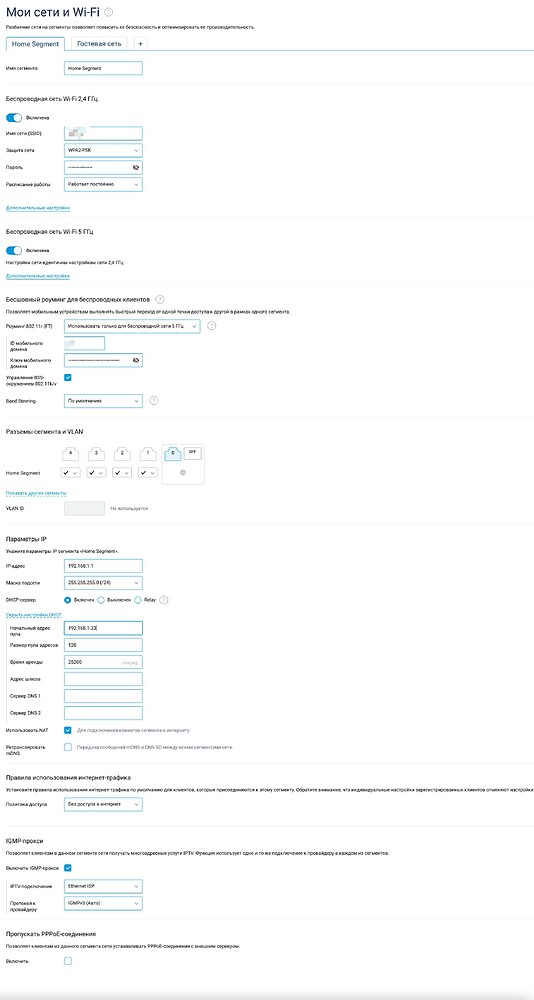 Мои сети и Wi-Fi ?
Разбиение сети на сегменты позволяет повысить ее безопасность и оптимизировать ее производительность.
Home Segment Гостевая сеть +
Имя сегмента Home Segment
Беспроводная сеть Wi-Fi 2,4 ГГц
Включена
Имя сети (SSID)
Защита сети WPA2-PSK
Пароль
Расписание работы Работает постоянно
Дополнительные настройки
Беспроводная сеть Wi-Fi 5 ГГц
Включена
Настройки сети идентичны настройкам сети 2,4 ГГц
Дополнительные настройки
Бесшовный роуминг для беспроводных клиентов ?
Позволяет мобильным устройствам выполнять быстрый переход от одной точки доступа к другой в рамках одного сегмента.
Роуминг 802.11r (FT) Использовать только для беспроводной сети 5 ГГц ?
ID мобильного
домена
Ключ мобильного
домена
Управление BSS-
окружением 802.11k/v
Band Steering По умолчанию ?
Разъемы сегмента и VLAN
4 3 2 1 0 SFP
Home Segment
Показать другие сегменты
VLAN ID Не используется
Параметры IP
Укажите параметры IP сегмента «Home Segment».
IP-адрес 192.168.1.1
Маска подсети 255.255.255.0 (/24)
DHCP-сервер Включен Выключен Relay ?
Скрыть настройки DHCP
Начальный адрес
пула 192.168.1.33
Размер пула адресов 120
Время аренды 25200 секунд
Адрес шлюза
Сервер DNS 1
Сервер DNS 2
Использовать NAT Для подключения клиентов сегмента к интернету.
Ретранслировать
mDNS Передача сообщений mDNS и DNS-SD между всеми сегментами сети.
Правила использования интернет-трафика
Установите правила использования интернет-трафика по умолчанию для клиентов, которые присоединяются к этому сегменту. Обратите внимание, что индивидуальные настройки зарегистрированных клиентов отменяют настройки
Политика доступа Без доступа в интернет
IGMP-прокси
Позволяет клиентам в данном сегменте сети получать многоадресные услуги IPTV. Функция использует одно и то же подключение к провайдеру в каждом из сегментов.
Включить IGMP-прокси
IPTV-подключение Ethernet ISP
Протокол к
провайдеру IGMPv3 (Авто)
Пропускать PPPoE-соединения
Позволяет клиентам из данного сегмента сети устанавливать PPPoE-соединения с внешним сервером.
Включить